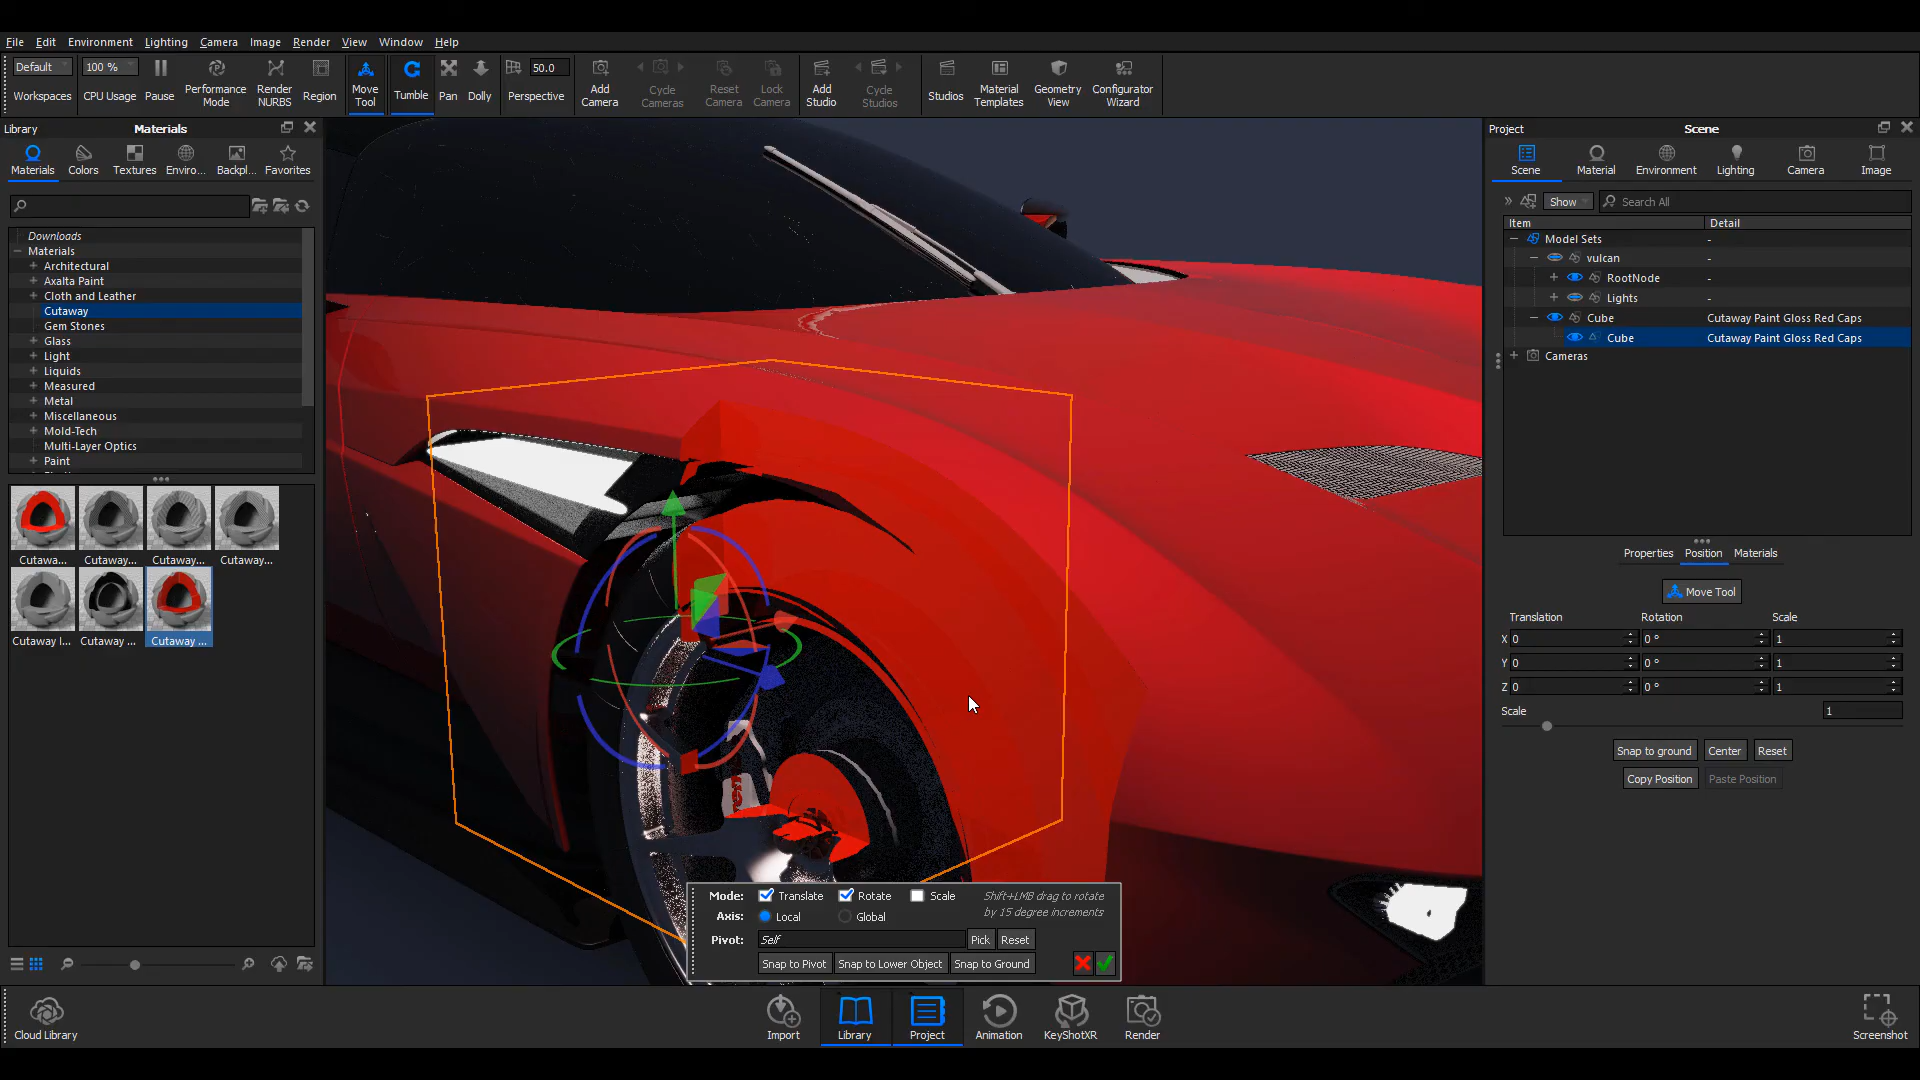 File Edit Environment Lighting Camera Image Render View Window Help
Default 100 % 50.0
Workspaces CPU Usage Pause Performance Mode Render NURBS Region Move Tool Tumble Pan Dolly Perspective Add Camera Cycle Cameras Reset Camera Lock Camera Add Studio Cycle Studios Studios Material Templates Geometry View Configurator Wizard
Library Materials
Materials Colors Textures Enviro... Backpl... Favorites
Downloads
Materials
Architectural
Axalta Paint
Cloth and Leather
Cutaway
Gem Stones
Glass
Light
Liquids
Measured
Metal
Miscellaneous
Mold-Tech
Multi-Layer Optics
Paint
Cutawa... Cutaway... Cutaway... Cutaway...
Cutaway I... Cutaway ... Cutaway ...
Project Scene
Scene Material Environment Lighting Camera Image
Show Search All
Item Detail
Model Sets -
vulcan -
RootNode -
Lights -
Cube Cutaway Paint Gloss Red Caps
Cube Cutaway Paint Gloss Red Caps
Cameras
Properties Position Materials
Move Tool
Translation Rotation Scale
X 0 0 ° 1
Y 0 0 ° 1
Z 0 0 ° 1
Scale 1
Snap to ground Center Reset
Copy Position Paste Position
Mode: Translate Rotate Scale Shift+LMB drag to rotate
by 15 degree increments
Axis: Local Global
Pivot: Self Pick Reset
Snap to Pivot Snap to Lower Object Snap to Ground
Cloud Library Import Library Project Animation KeyShotXR Render Screenshot